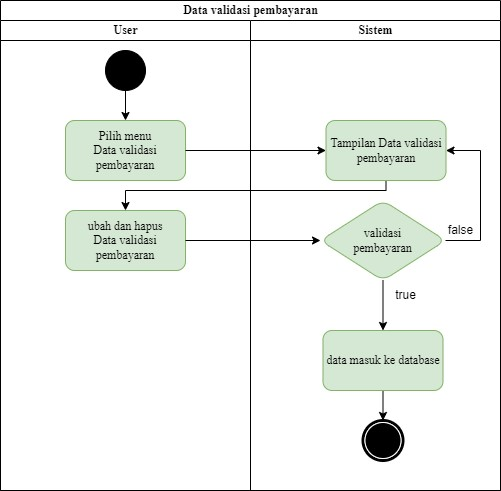 Data validasi pembayaran
User
Sistem
Pilih menu
Data validasi
pembayaran
Tampilan Data validasi
pembayaran
ubah dan hapus
Data validasi
pembayaran
validasi
pembayaran
false
true
data masuk ke database